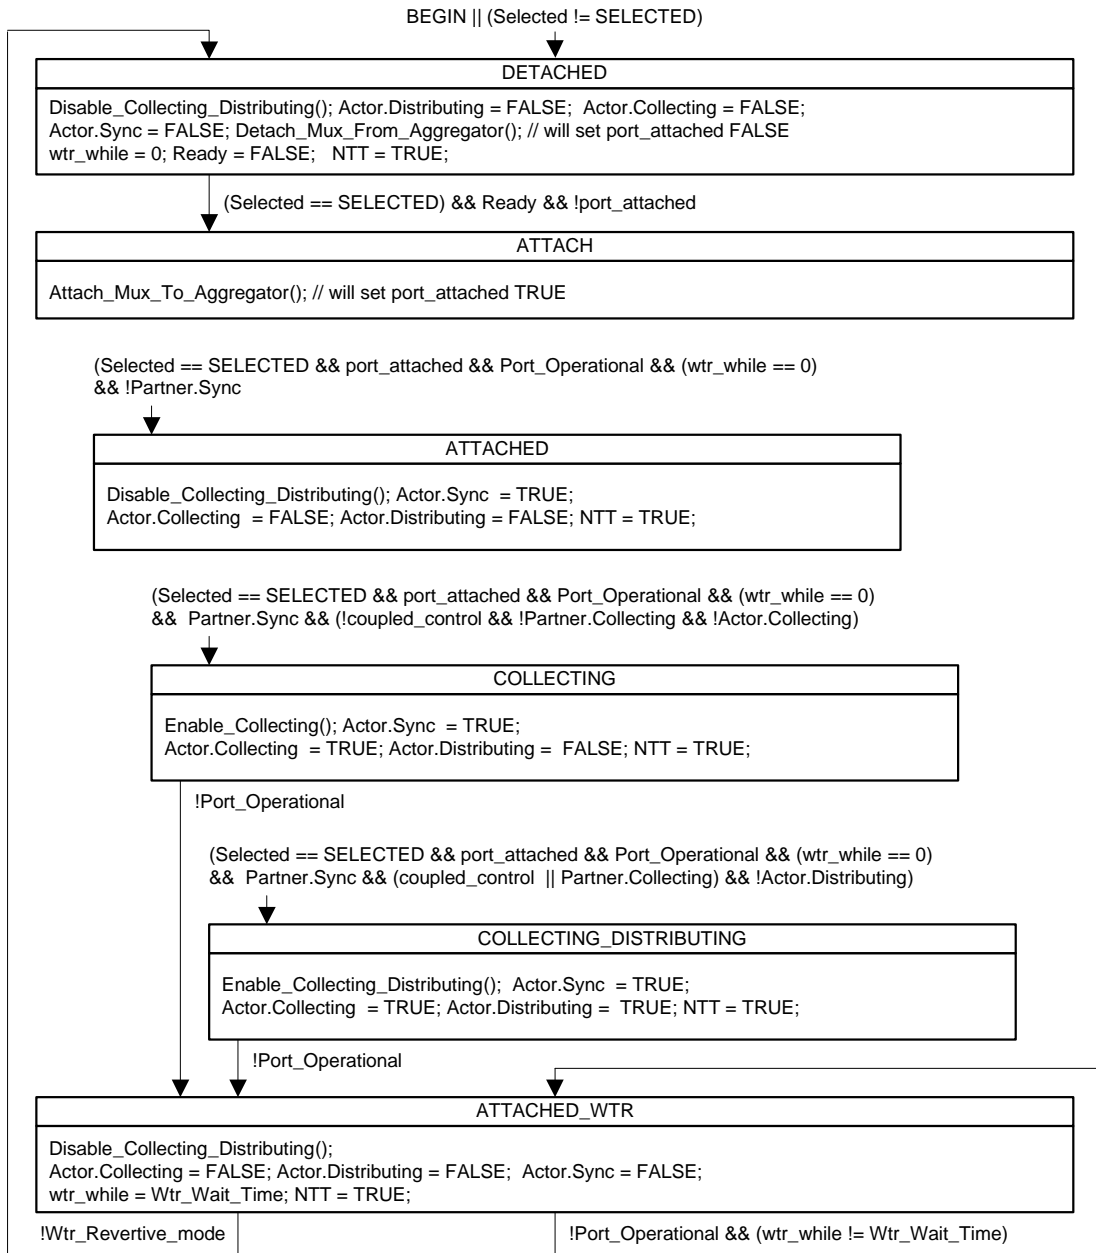 BEGIN || (Selected != SELECTED)
DETACHED
Disable_Collecting_Distributing(); Actor.Distributing = FALSE; Actor.Collecting = FALSE;
Actor.Sync = FALSE; Detach_Mux_From_Aggregator(); // will set port_attached FALSE
wtr_while = 0; Ready = FALSE; NTT = TRUE;
(Selected == SELECTED) && Ready && !port_attached
ATTACH
Attach_Mux_To_Aggregator(); // will set port_attached TRUE
(Selected == SELECTED && port_attached && Port_Operational && (wtr_while == 0)
&& !Partner.Sync
ATTACHED
Disable_Collecting_Distributing(); Actor.Sync = TRUE;
Actor.Collecting = FALSE; Actor.Distributing = FALSE; NTT = TRUE;
(Selected == SELECTED && port_attached && Port_Operational && (wtr_while == 0)
&& Partner.Sync && (!coupled_control && !Partner.Collecting && !Actor.Collecting)
COLLECTING
Enable_Collecting(); Actor.Sync = TRUE;
Actor.Collecting = TRUE; Actor.Distributing = FALSE; NTT = TRUE;
!Port_Operational
(Selected == SELECTED && port_attached && Port_Operational && (wtr_while == 0)
&& Partner.Sync && (coupled_control || Partner.Collecting) && !Actor.Distributing)
COLLECTING_DISTRIBUTING
Enable_Collecting_Distributing(); Actor.Sync = TRUE;
Actor.Collecting = TRUE; Actor.Distributing = TRUE; NTT = TRUE;
!Port_Operational
ATTACHED_WTR
Disable_Collecting_Distributing();
Actor.Collecting = FALSE; Actor.Distributing = FALSE; Actor.Sync = FALSE;
wtr_while = Wtr_Wait_Time; NTT = TRUE;
!Wtr_Revertive_mode
!Port_Operational && (wtr_while != Wtr_Wait_Time)